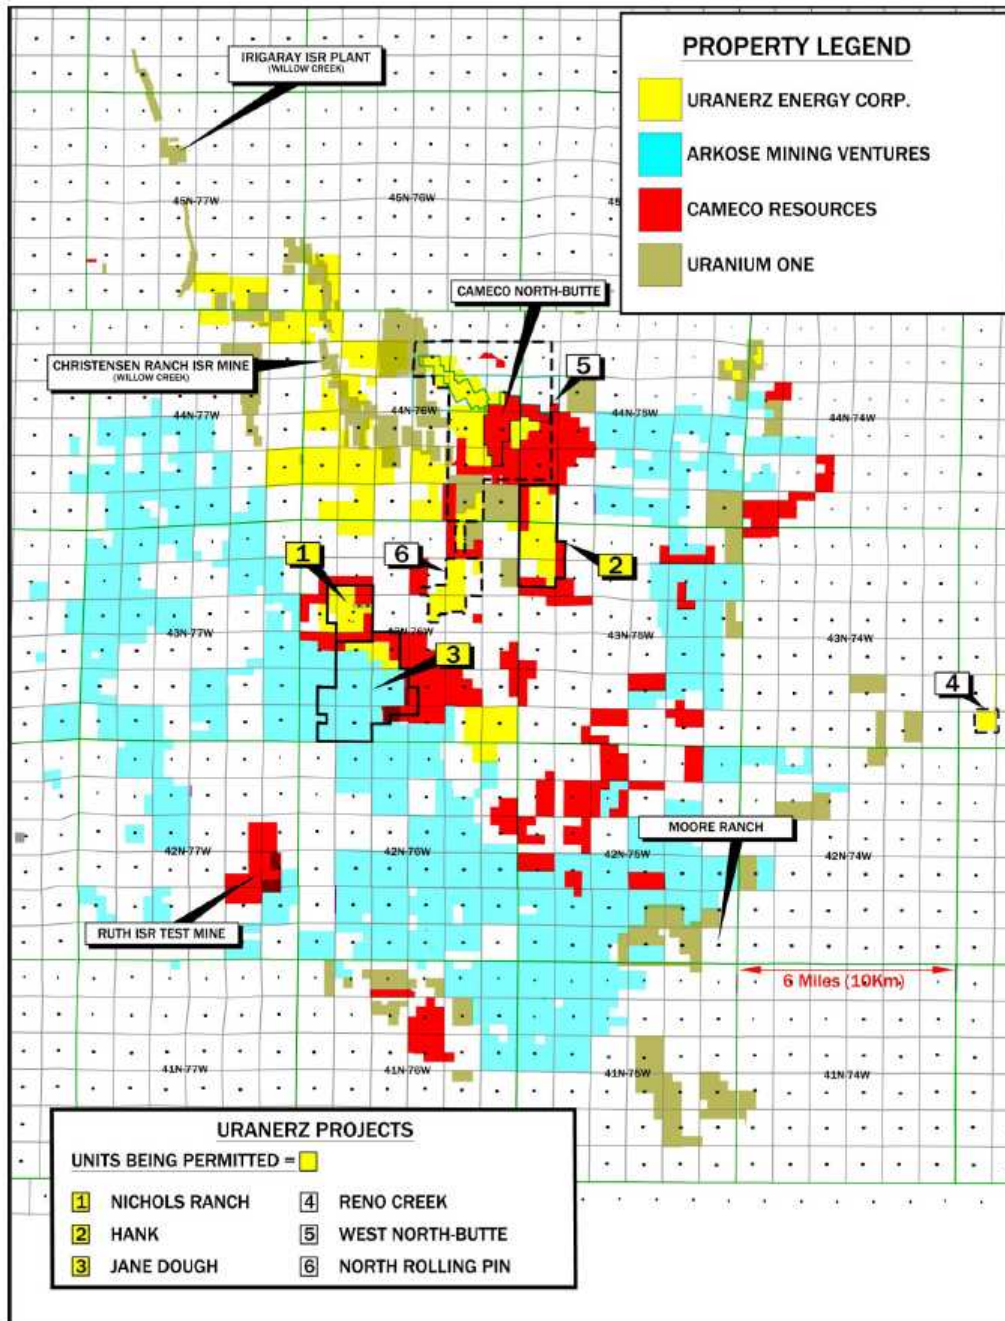 IRIGARAY ISR PLANT
(WILLOW CREEK)
PROPERTY LEGEND
URANERZ ENERGY CORP.
ARKOSE MINING VENTURES
CAMECO RESOURCES
URANIUM ONE
45N-77W
45N-76W
45
CAMECO NORTH-BUTTE
CHRISTENSEN RANCH ISR MINE
(WILLOW CREEK)
5
44N-77W
44N-76W
44N-75W
44N-74W
1
6
2
43N-77W
43N-75W
43N-74W
3
4
MOORE RANCH
42N-77W
42N-76W
42N-75W
42N-74W
RUTH ISR TEST MINE
6 Miles (10Km)
41N-77W
41N-76W
41N-75W
41N-74W
URANERZ PROJECTS
UNITS BEING PERMITTED =
1 NICHOLS RANCH
4 RENO CREEK
2 HANK
5 WEST NORTH-BUTTE
3 JANE DOUGH
6 NORTH ROLLING PIN